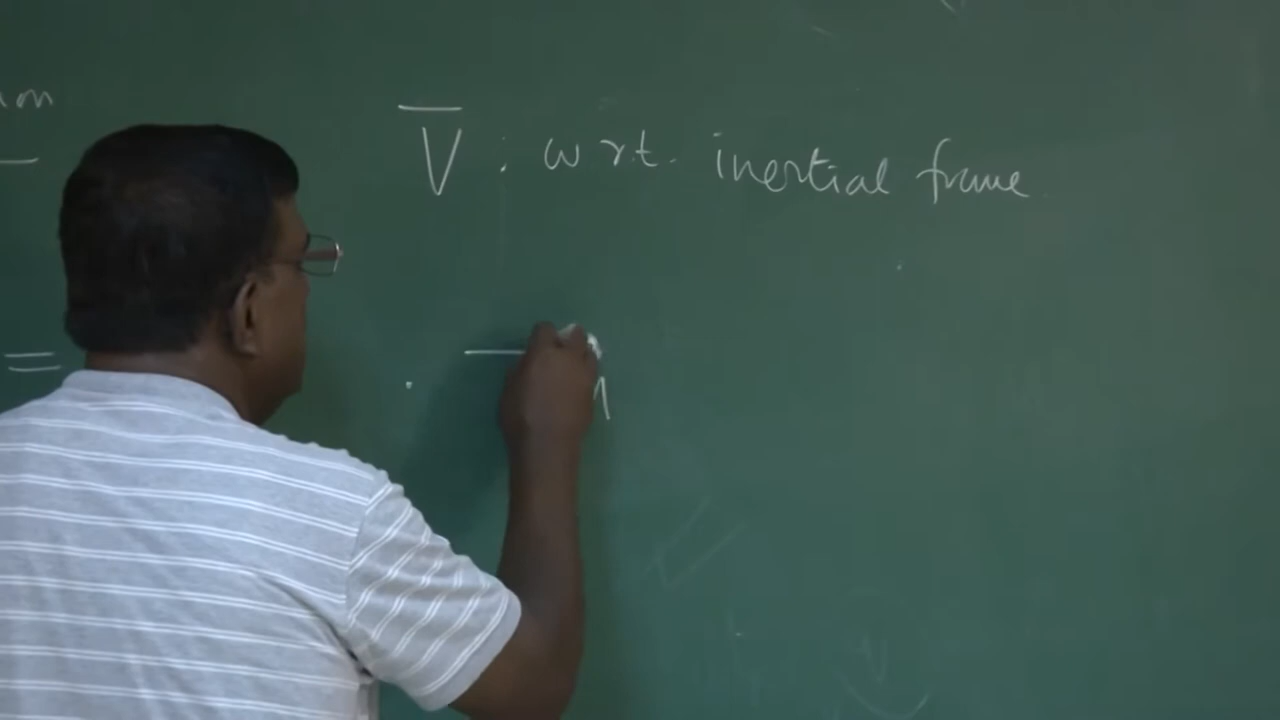 V̅ : w r.t. inertial frame
=